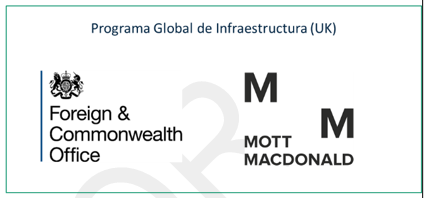 Programa Global de Infraestructura (UK)
Foreign &
Commonwealth
Office
M
M
MOTT
MACDONALD